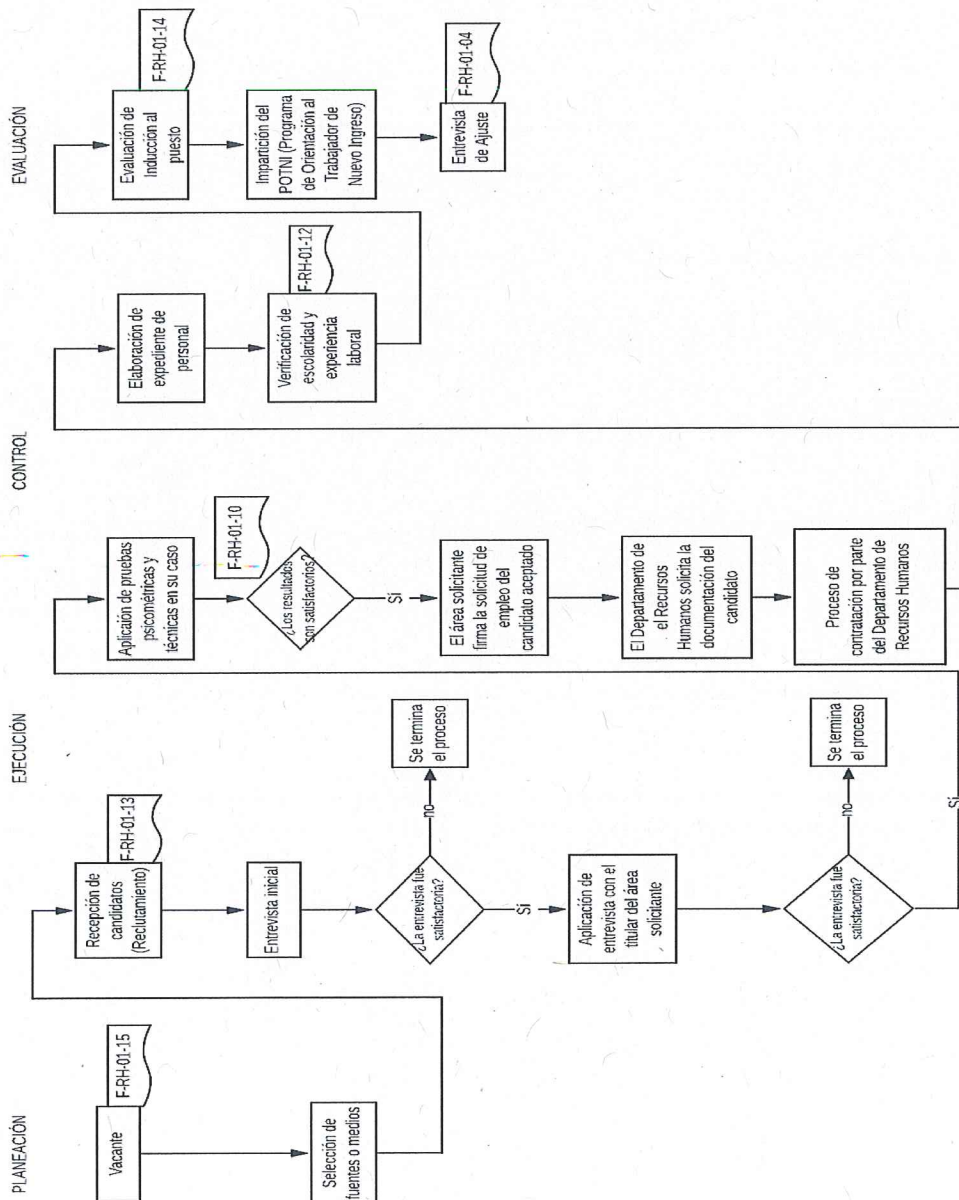 PLANEACIÓN
Vacante
F-RH-01-15
Selección de
fuentes o medios
EJECUCIÓN
Recepción de
candidatos
(Reclutamiento)
F-RH-01-13
Entrevista inicial
¿La entrevista fue
satisfactoria?
no
Se termina
el proceso
Si
Aplicación de
entrevista con el
titular del área
solicitante
¿La entrevista fue
satisfactoria?
no
Se termina
el proceso
Si
Aplicaión de pruebas
psicométricas y
técnicas en su caso
F-RH-01-10
¿Los resultados
son satisfactorios?
Si
El área solicitante
firma la solicitud de
empleo del
candidato aceptado
El Departamento de
el Recursos
Humanos solicita la
documentación del
candidato
Proceso de
contratación por parte
del Departamento de
Recursos Humanos
CONTROL
Elaboración de
expediente de
personal
Verificación de
escolaridad y
experiencia
laboral
F-RH-01-12
EVALUACIÓN
Evaluación de
Inducción al
puesto
F-RH-01-14
Impartición del
POTNI (Programa
de Orientación al
Trabajador de
Nuevo Ingreso)
Entrevista
de Ajuste
F-RH-01-04